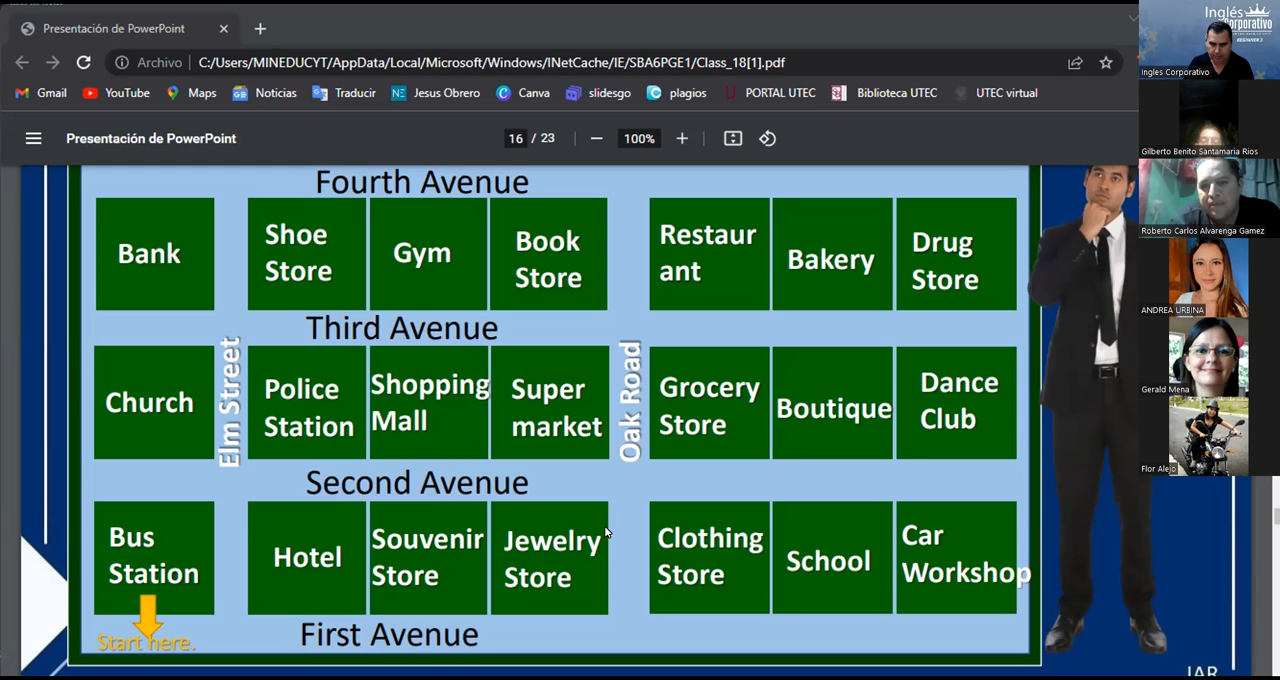 Presentación de PowerPoint
Archivo C:/Users/MINEDUCYT/AppData/Local/Microsoft/Windows/INetCache/IE/SBA6PGE1/Class_18[1].pdf
Gmail YouTube Maps Noticias Traducir Jesus Obrero Canva slidesgo plagios PORTAL UTEC Biblioteca UTEC UTEC virtual
Presentación de PowerPoint 16 / 23 100%
Fourth Avenue
Bank
Shoe
Store
Gym
Book
Store
Restaur
ant
Bakery
Drug
Store
Third Avenue
Church
Elm Street
Police
Station
Shopping
Mall
Super
market
Oak Road
Grocery
Store
Boutique
Dance
Club
Second Avenue
Bus
Station
Hotel
Souvenir
Store
Jewelry
Store
Clothing
Store
School
Car
Workshop
Start here.
First Avenue
Inglés
Corporativo
BEGINNER 3
Ingles Corporativo
Gilberto Benito Santamaria Rios
Roberto Carlos Alvarenga Gamez
ANDREA URBINA
Gerald Mena
Flor Alejo